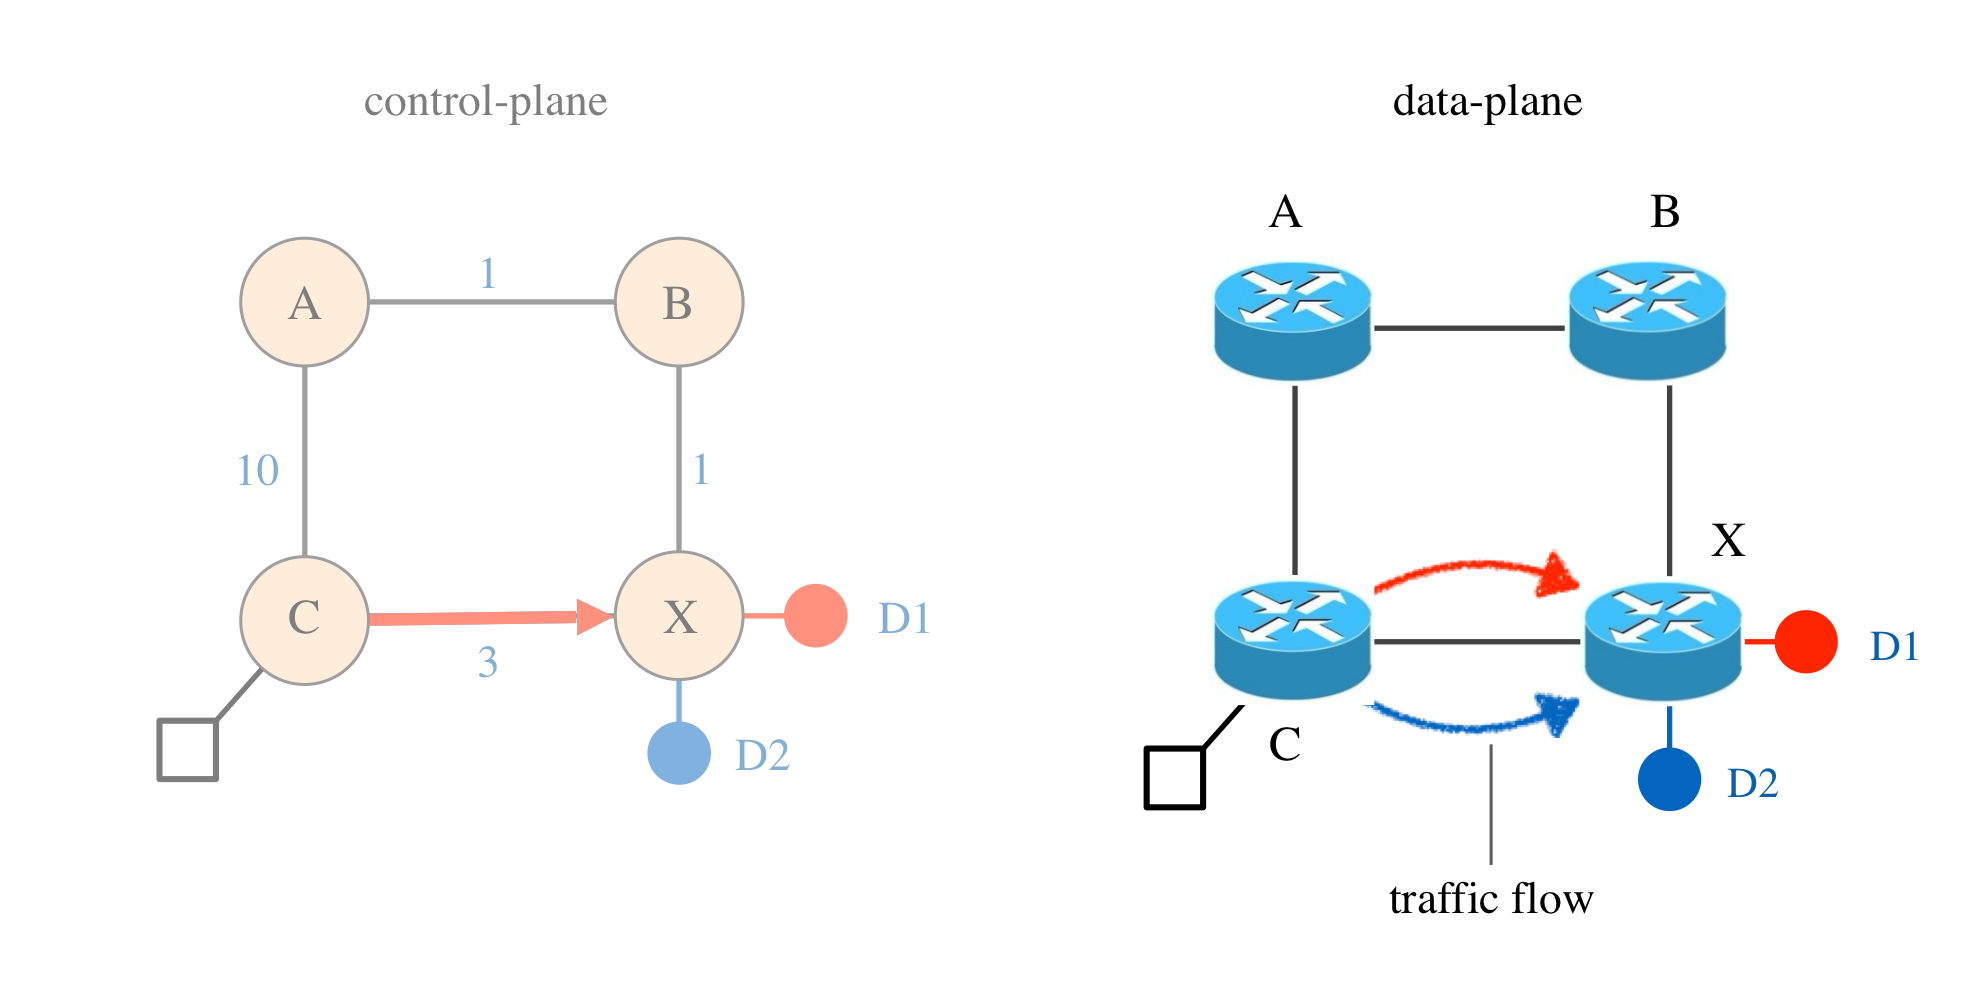 control-plane
A
1
B
10
1
C
3
X
D1
D2
data-plane
A
B
X
D1
C
D2
traffic flow